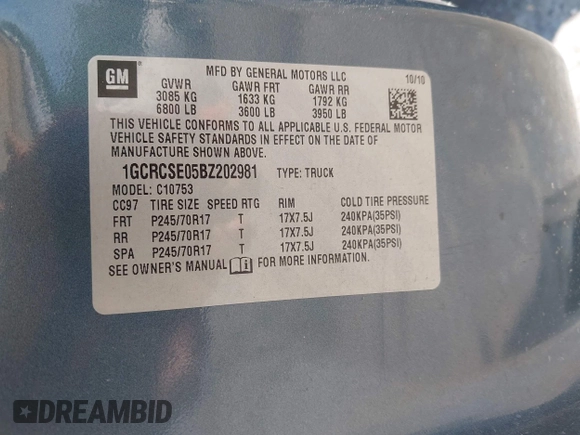 GM
MFD BY GENERAL MOTORS LLC
10/10
GVWR GAWR FRT GAWR RR
3085 KG 1633 KG 1792 KG
6800 LB 3600 LB 3950 LB
THIS VEHICLE CONFORMS TO ALL APPLICABLE U.S. FEDERAL MOTOR
VEHICLE SAFETY STANDARDS IN EFFECT ON THE DATE OF
MANUFACTURE SHOWN ABOVE.
1GCRCSE05BZ202981 TYPE: TRUCK
MODEL: C10753
CC97 TIRE SIZE SPEED RTG RIM COLD TIRE PRESSURE
FRT P245/70R17 T 17X7.5J 240KPA(35PSI)
RR P245/70R17 T 17X7.5J 240KPA(35PSI)
SPA P245/70R17 T 17X7.5J 240KPA(35PSI)
SEE OWNER'S MANUAL FOR MORE INFORMATION.
DREAMBID